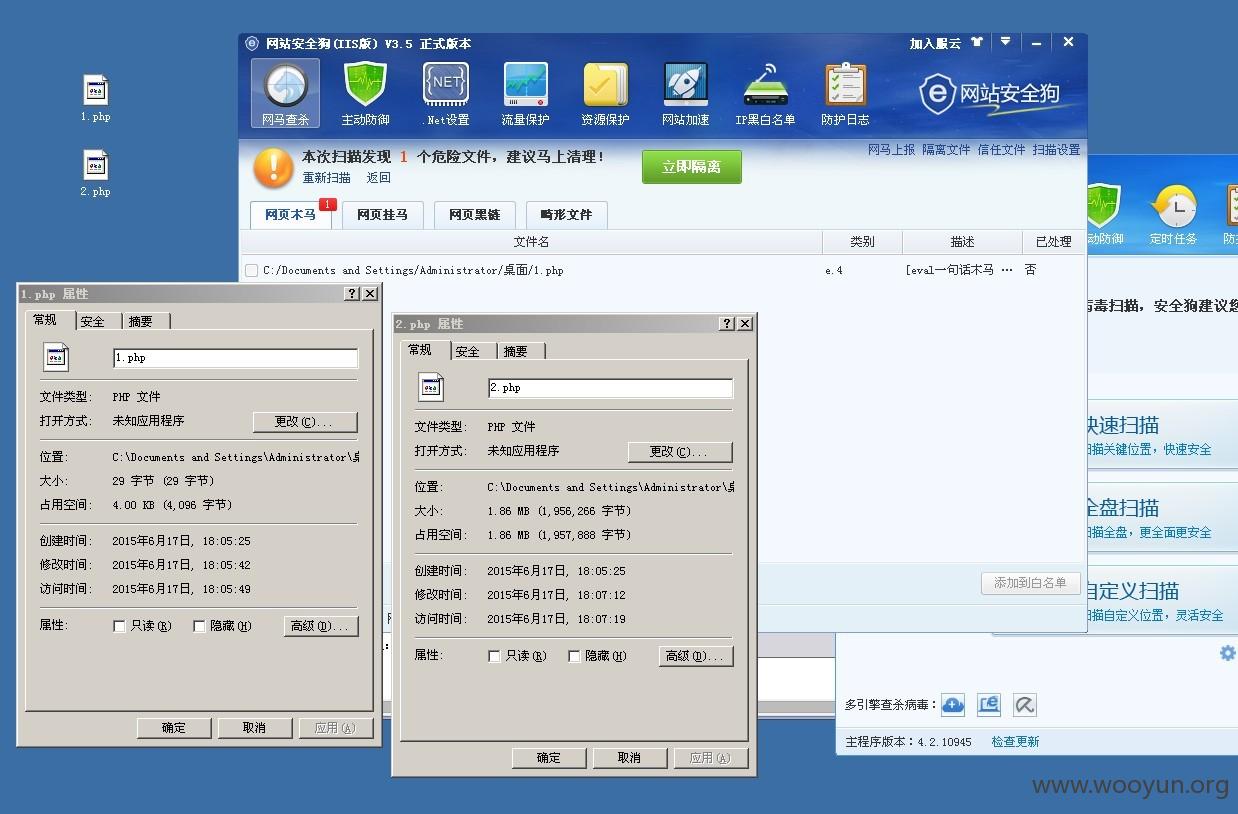 1.php
2.php
网站安全狗(IIS版) V3.5 正式版本
加入服云
网马查杀
主动防御
.Net设置
流量保护
资源保护
网站加速
IP黑白名单
防护日志
NET
网站安全狗
本次扫描发现 1 个危险文件，建议马上清理！
重新扫描 返回
立即隔离
网马上报 隔离文件 信任文件 扫描设置
网页木马 1
网页挂马
网页黑链
畸形文件
文件名 类别 描述 已处理
C:/Documents and Settings/Administrator/桌面/1.php e.4 [eval一句话木马 ... 否
添加到白名单
1.php 属性
常规 安全 摘要
1.php
文件类型: PHP 文件
打开方式: 未知应用程序 更改(C)...
位置: C:\Documents and Settings\Administrator\
大小: 29 字节 (29 字节)
占用空间: 4.00 KB (4,096 字节)
创建时间: 2015年6月17日, 18:05:25
修改时间: 2015年6月17日, 18:05:42
访问时间: 2015年6月17日, 18:05:49
属性: 只读(R) 隐藏(H) 高级(D)...
确定 取消 应用(A)
2.php 属性
常规 安全 摘要
2.php
文件类型: PHP 文件
打开方式: 未知应用程序 更改(C)...
位置: C:\Documents and Settings\Administrator\
大小: 1.86 MB (1,956,266 字节)
占用空间: 1.86 MB (1,957,888 字节)
创建时间: 2015年6月17日, 18:05:25
修改时间: 2015年6月17日, 18:07:12
访问时间: 2015年6月17日, 18:07:19
属性: 只读(R) 隐藏(H) 高级(D)...
确定 取消 应用(A)
动防御
定时任务
防
毒扫描，安全狗建议您
快速扫描
描关键位置，快速安全
全盘扫描
描全盘，更全面更安全
自定义扫描
描自定义位置，灵活安全
多引擎查杀病毒：
主程序版本：4.2.10945 检查更新
www.wooyun.org